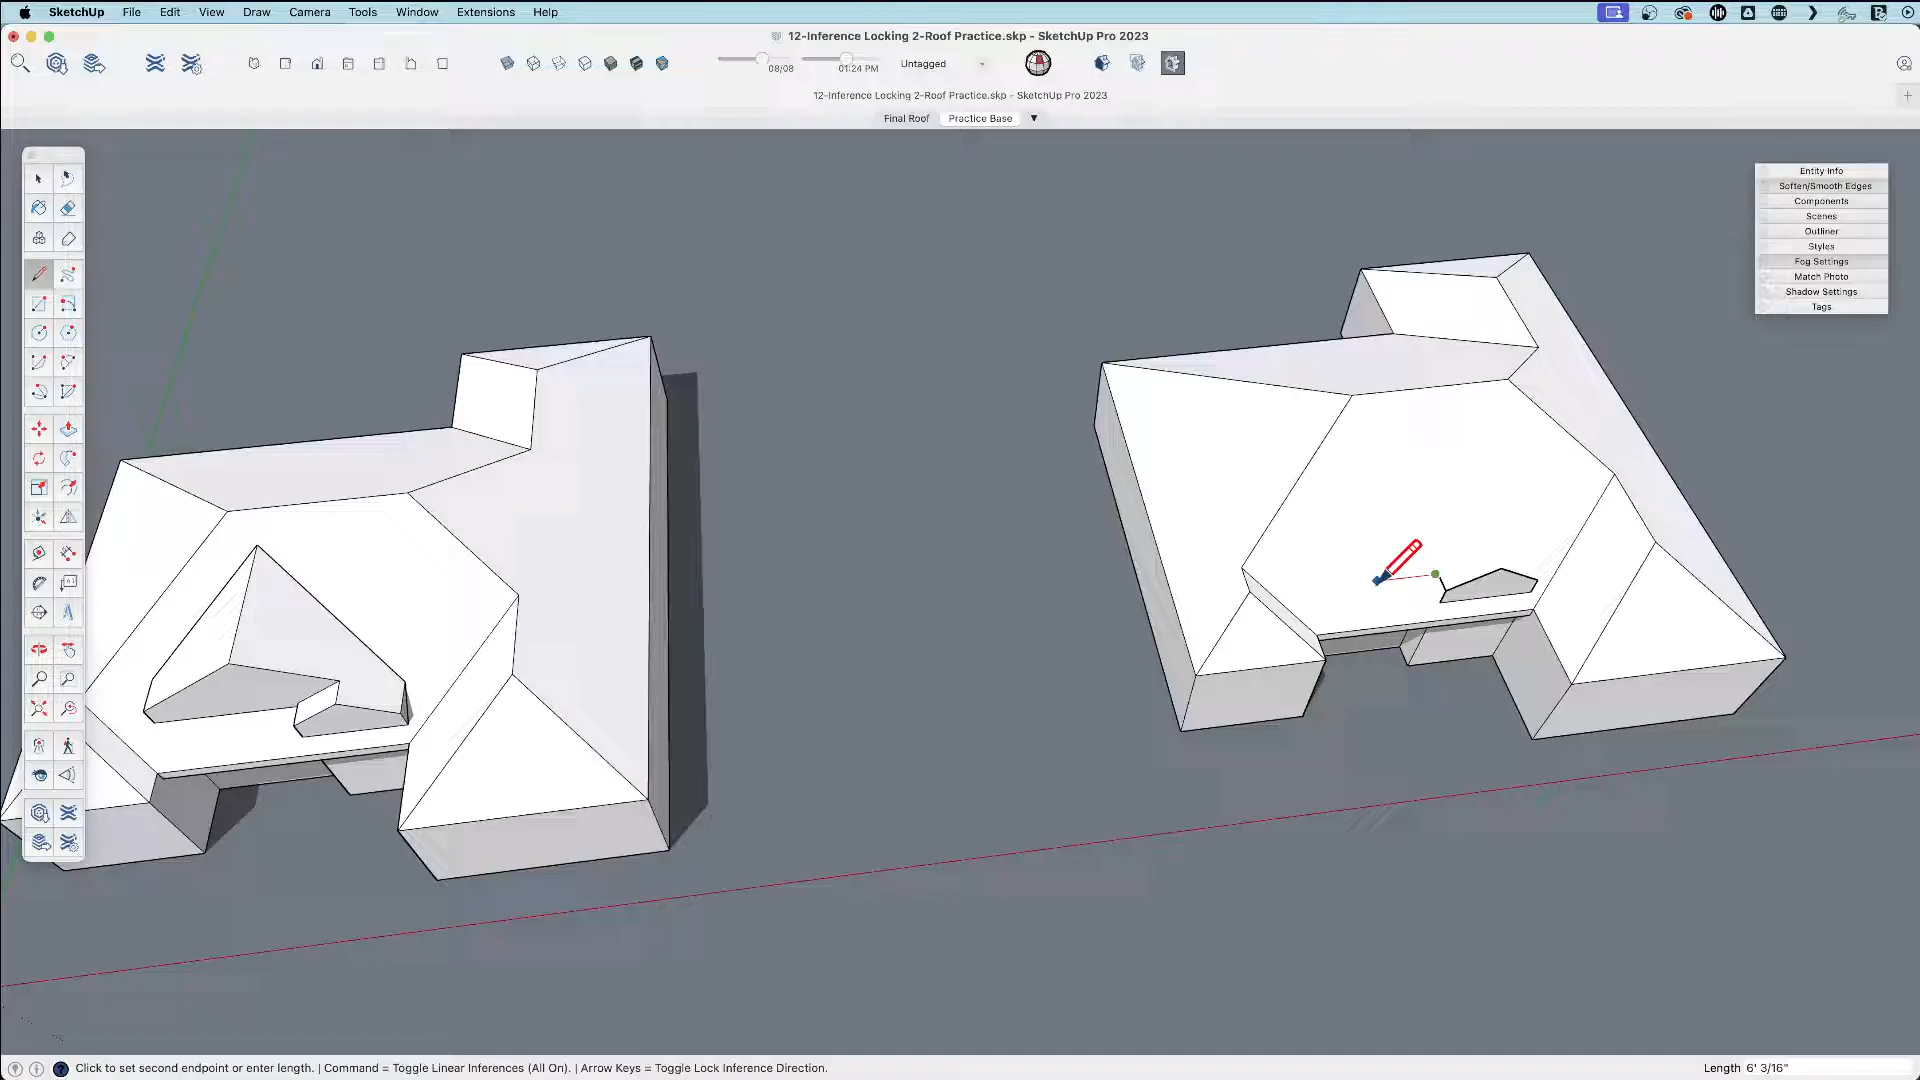 SketchUp File Edit View Draw Camera Tools Window Extensions Help
12-Inference Locking 2-Roof Practice.skp - SketchUp Pro 2023
08/08
01:24 PM
Untagged
12-Inference Locking 2-Roof Practice.skp - SketchUp Pro 2023
Final Roof Practice Base
Entity Info
Soften/Smooth Edges
Components
Scenes
Outliner
Styles
Fog Settings
Match Photo
Shadow Settings
Tags
Click to set second endpoint or enter length. | Command = Toggle Linear Inferences (All On). | Arrow Keys = Toggle Lock Inference Direction.
Length 6' 3/16"